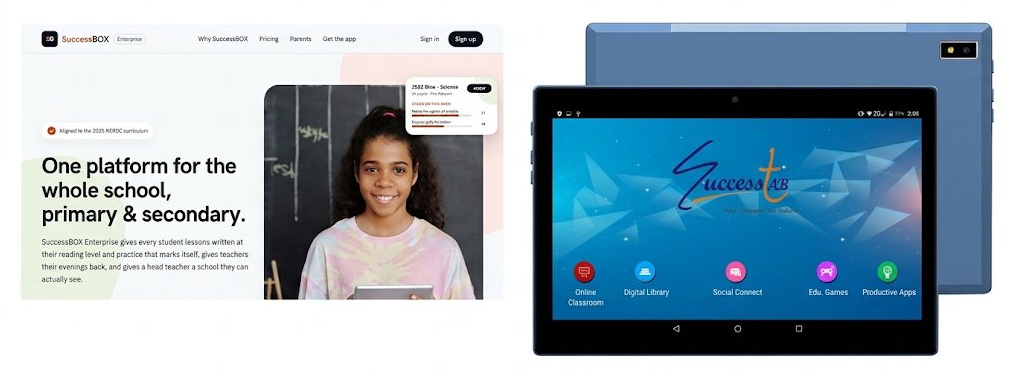 SuccessBOX Enterprise
Why SuccessBOX Pricing Parents Get the app
Sign in Sign up
Aligned to the 2025 NERDC curriculum
One platform for the
whole school,
primary & secondary.
SuccessBOX Enterprise gives every student lessons written at
their reading level and practice that marks itself, gives teachers
their evenings back, and gives a head teacher a school they can
actually see.
2:05
SuccesstAB
Online
Classroom
Digital Library
Social Connect
Edu. Games
Productive Apps